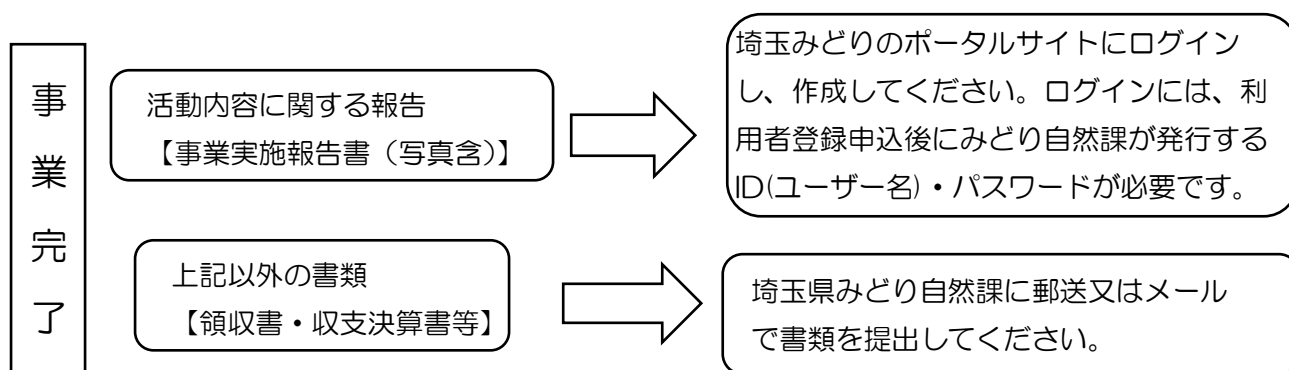 事業完了
活動内容に関する報告
【事業実施報告書（写真含）】
埼玉みどりのポータルサイトにログイン
し、作成してください。ログインには、利
用者登録申込後にみどり自然課が発行する
ID(ユーザー名)・パスワードが必要です。
上記以外の書類
【領収書・収支決算書等】
埼玉県みどり自然課に郵送又はメール
で書類を提出してください。